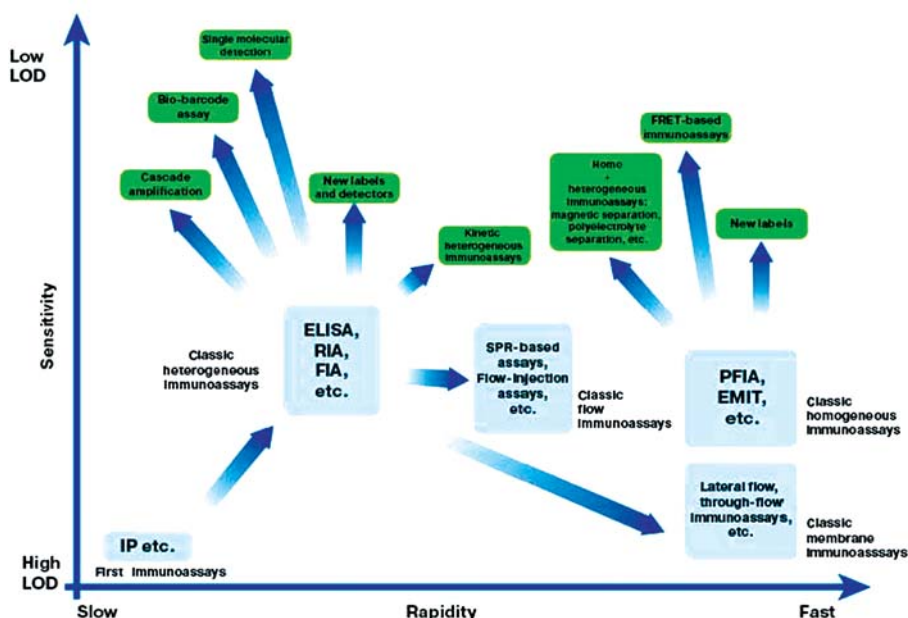 Low
LOD
Single molecular
detection
Bio-barcode
assay
Cascade
amplification
New labels
and detectors
Kinetic
heterogeneous
immunoassays
Homo
+
heterogeneous
immunoassays:
magnetic separation,
polyelectrolyte
separation, etc.
FRET-based
immunoassays
New labels
Sensitivity
Classic
heterogeneous
immunoassays
ELISA,
RIA,
FIA,
etc.
SPR-based
assays,
Flow-injection
assays,
etc.
Classic
flow
immunoassays
PFIA,
EMIT,
etc.
Classic
homogeneous
immunoassays
Lateral flow,
through-flow
immunoassays,
etc.
Classic
membrane
immunoasssays
IP etc.
First immunoassays
High
LOD
Slow
Rapidity
Fast